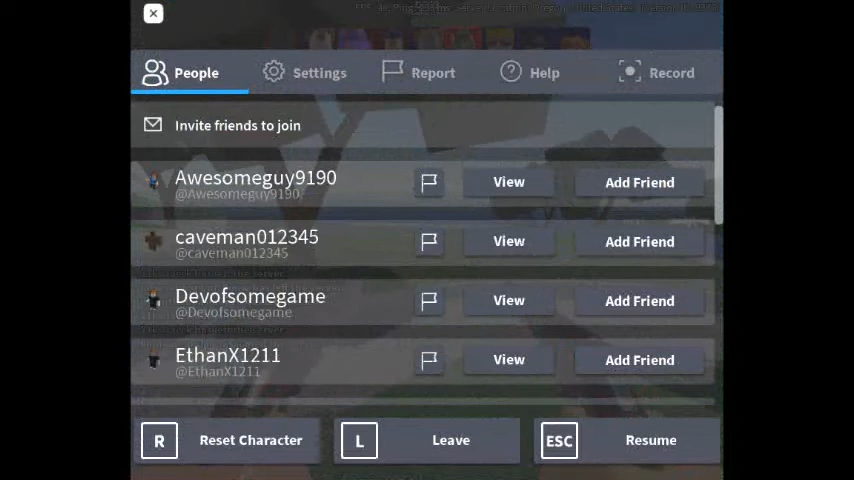 People
Settings
Report
Help
Record
Invite friends to join
Awesomeguy9190
@Awesomeguy9190
View
Add Friend
caveman012345
@caveman012345
View
Add Friend
Devofsomegame
@Devofsomegame
View
Add Friend
EthanX1211
@EthanX1211
View
Add Friend
R
Reset Character
L
Leave
ESC
Resume